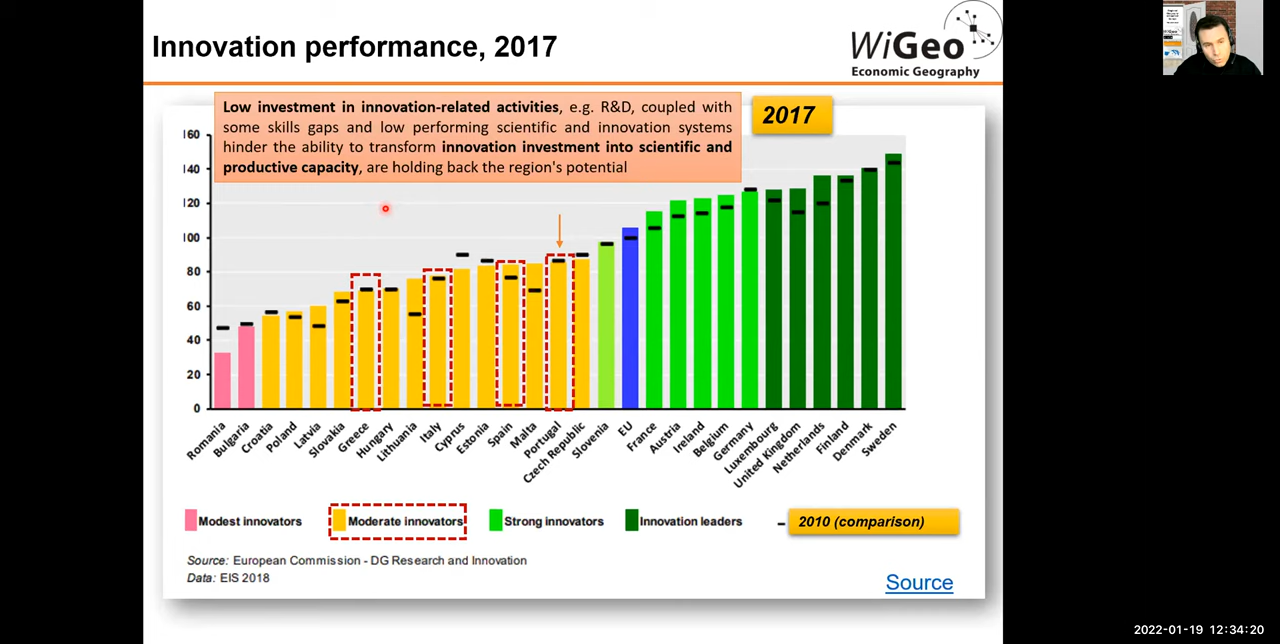 Innovation performance, 2017
WiGeo
Economic Geography
Low investment in innovation-related activities, e.g. R&D, coupled with
some skills gaps and low performing scientific and innovation systems
hinder the ability to transform innovation investment into scientific and
productive capacity, are holding back the region's potential
2017
160
140
120
100
80
60
40
20
0
Romania
Bulgaria
Croatia
Poland
Latvia
Slovakia
Greece
Hungary
Lithuania
Italy
Cyprus
Estonia
Spain
Malta
Portugal
Czech Republic
Slovenia
EU
France
Austria
Ireland
Belgium
Germany
Luxembourg
United Kingdom
Netherlands
Finland
Denmark
Sweden
Modest innovators
Moderate innovators
Strong innovators
Innovation leaders
2010 (comparison)
Source: European Commission - DG Research and Innovation
Data: EIS 2018
Source
2022-01-19 12:34:20